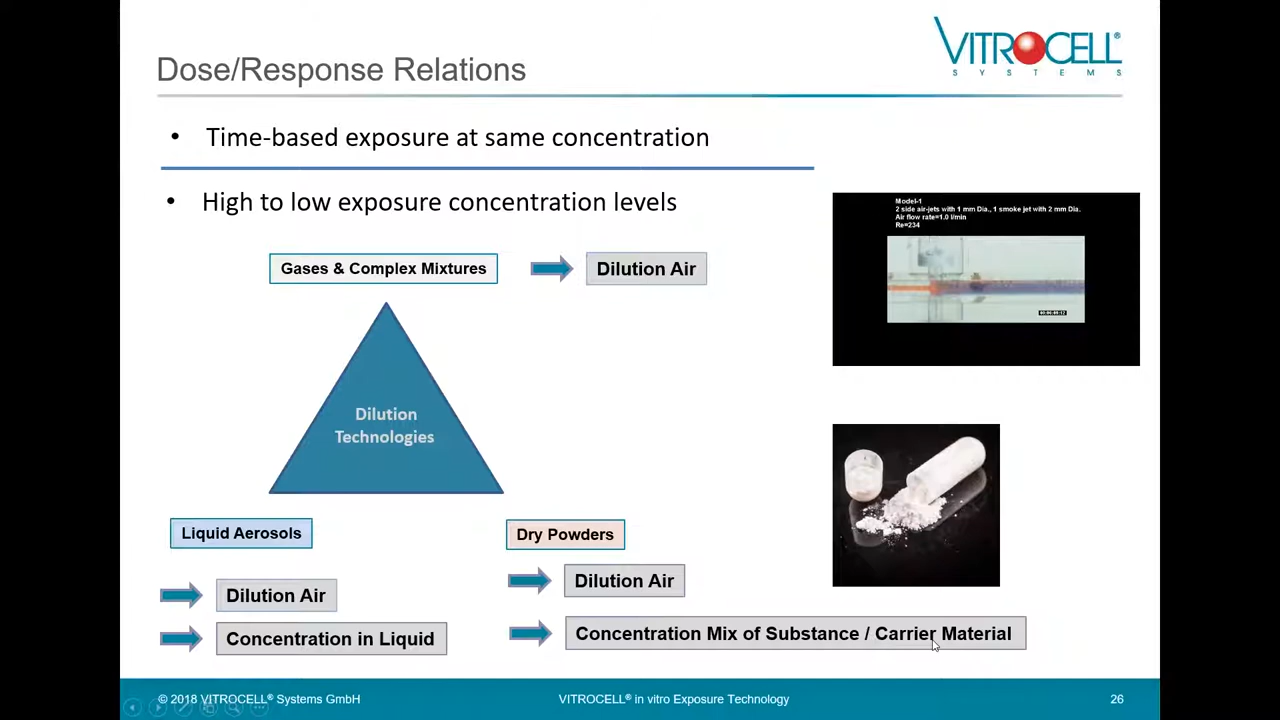 VITROCELL®
SYSTEMS
Dose/Response Relations
• Time-based exposure at same concentration
• High to low exposure concentration levels
Model-1
2 side air-jets with 1 mm Dia., 1 smoke jet with 2 mm Dia.
Air flow rate=1.0 l/min
Re=234
Gases & Complex Mixtures
Dilution Air
Dilution
Technologies
Liquid Aerosols
Dry Powders
Dilution Air
Dilution Air
Concentration in Liquid
Concentration Mix of Substance / Carrier Material
© 2018 VITROCELL® Systems GmbH
VITROCELL® in vitro Exposure Technology
26